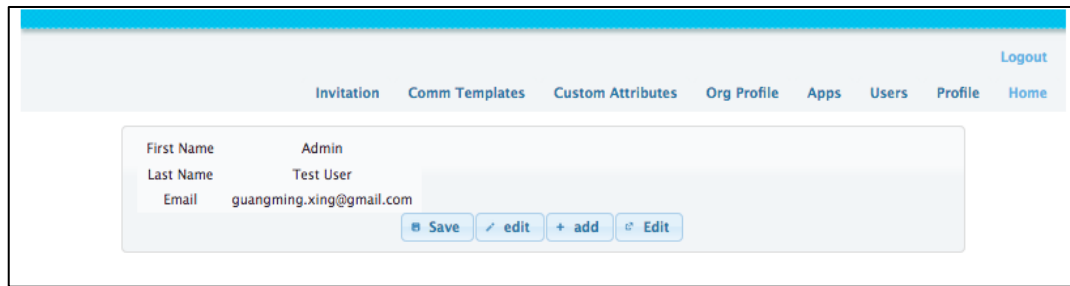 Logout
Invitation Comm Templates Custom Attributes Org Profile Apps Users Profile Home
First Name Admin
Last Name Test User
Email guangming.xing@gmail.com
Save edit + add Edit